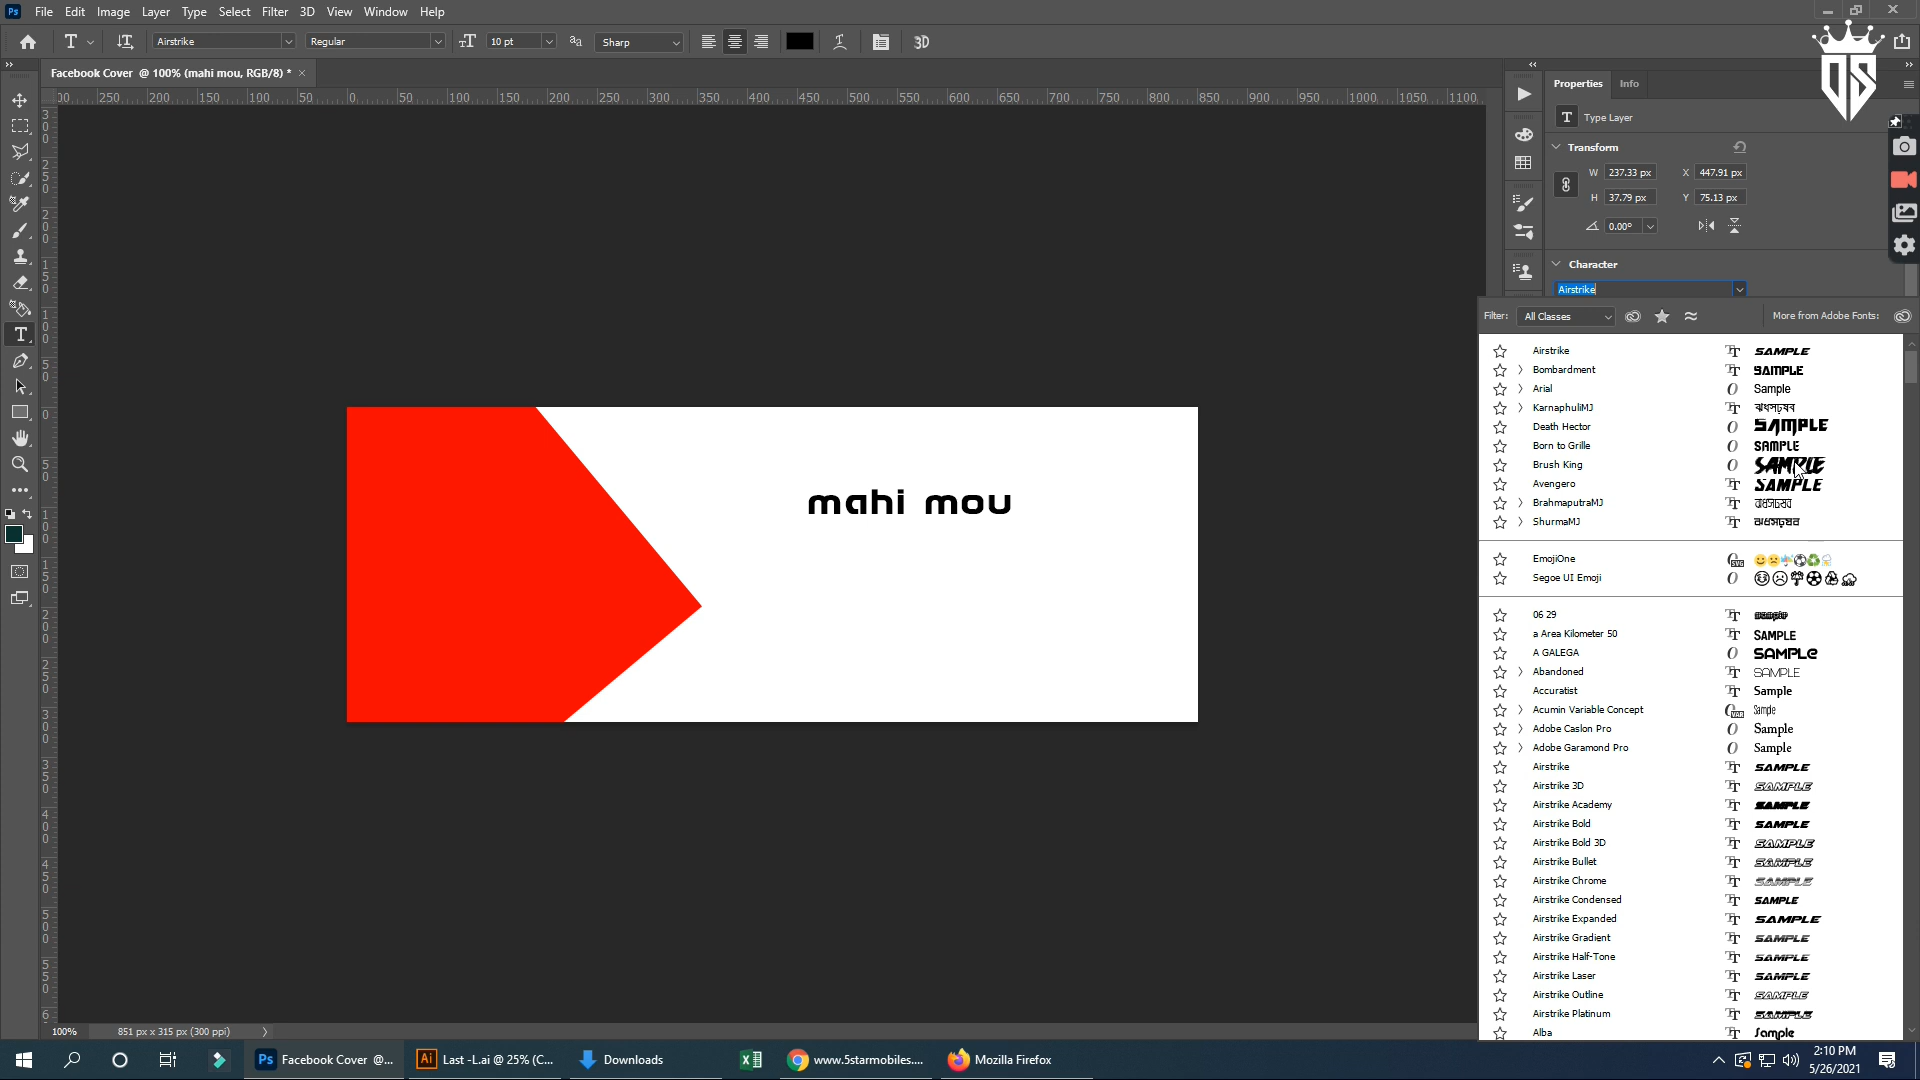 Ps File Edit Image Layer Type Select Filter 3D View Window Help
T Airstrike Regular 10 pt Sharp 3D
Facebook Cover @ 100% (mahi mou, RGB/8) *
Properties Info
T Type Layer
Transform
W 237.33 px X 447.91 px
H 37.79 px Y 75.13 px
0.00°
Character
Airstrike
Filter: All Classes More from Adobe Fonts:
Airstrike SAMPLE
Bombardment SAMPLE
Arial Sample
KarnaphuliMJ
Death Hector SAMPLE
Born to Grille SAMPLE
Brush King SAMPLE
Avengero SAMPLE
BrahmaputraMJ
ShurmaMJ
EmojiOne
Segoe UI Emoji
06 29 sample
a Area Kilometer 50 SAMPLE
A GALEGA SAMPLE
Abandoned SAMPLE
Accuratist Sample
Acumin Variable Concept Sample
Adobe Caslon Pro Sample
Adobe Garamond Pro Sample
Airstrike SAMPLE
Airstrike 3D SAMPLE
Airstrike Academy SAMPLE
Airstrike Bold SAMPLE
Airstrike Bold 3D SAMPLE
Airstrike Bullet SAMPLE
Airstrike Chrome SAMPLE
Airstrike Condensed SAMPLE
Airstrike Expanded SAMPLE
Airstrike Gradient SAMPLE
Airstrike Half-Tone SAMPLE
Airstrike Laser SAMPLE
Airstrike Outline SAMPLE
Airstrike Platinum SAMPLE
Alba Sample
mahi mou
100% 851 px x 315 px (300 ppi)
Ps Facebook Cover @... Ai Last -L.ai @ 25% (C... Downloads www.5starmobiles.... Mozilla Firefox
2:10 PM
5/26/2021